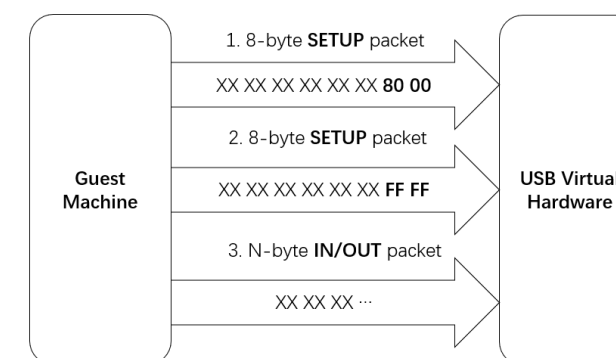 1. 8-byte SETUP packet
XX XX XX XX XX XX 80 00
2. 8-byte SETUP packet
XX XX XX XX XX XX FF FF
3. N-byte IN/OUT packet
XX XX XX ···
Guest
Machine
USB Virtual
Hardware